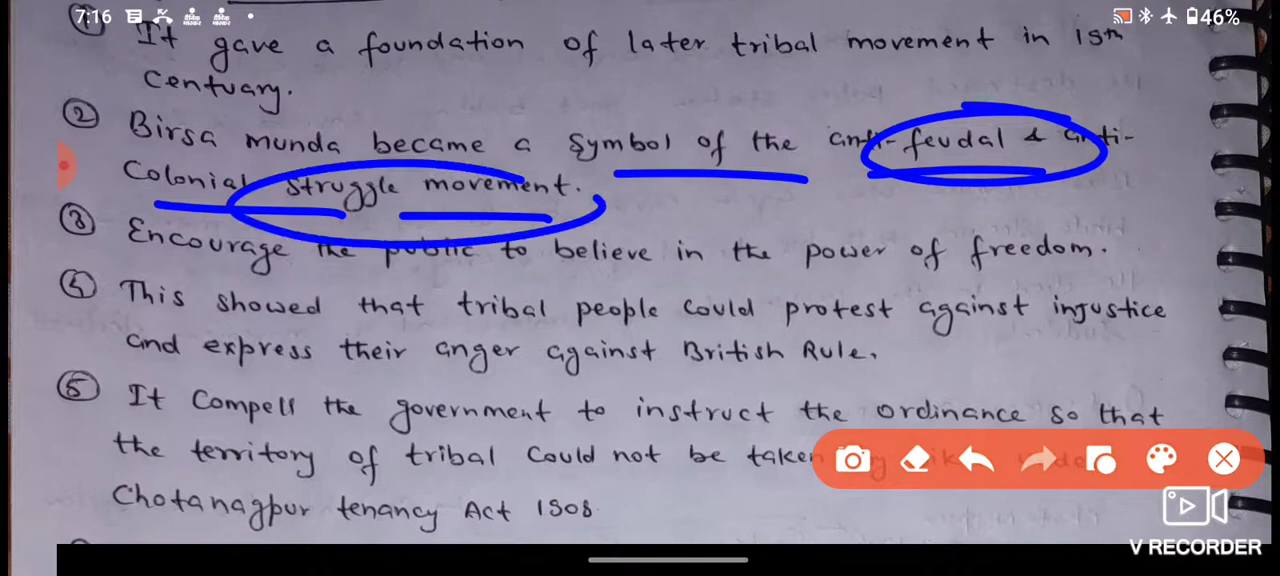 7:16 46%
① It gave a foundation of later tribal movement in 19th
centuary.
② Birsa munda became a symbol of the anti-feudal & anti-
Colonial struggle movement.
③ Encourage the public to believe in the power of freedom.
④ This showed that tribal people could protest against injustice
and express their anger against British Rule.
⑤ It compell the government to instruct the ordinance so that
the territory of tribal could not be taken
Chotanagpur tenancy Act 1908
V RECORDER